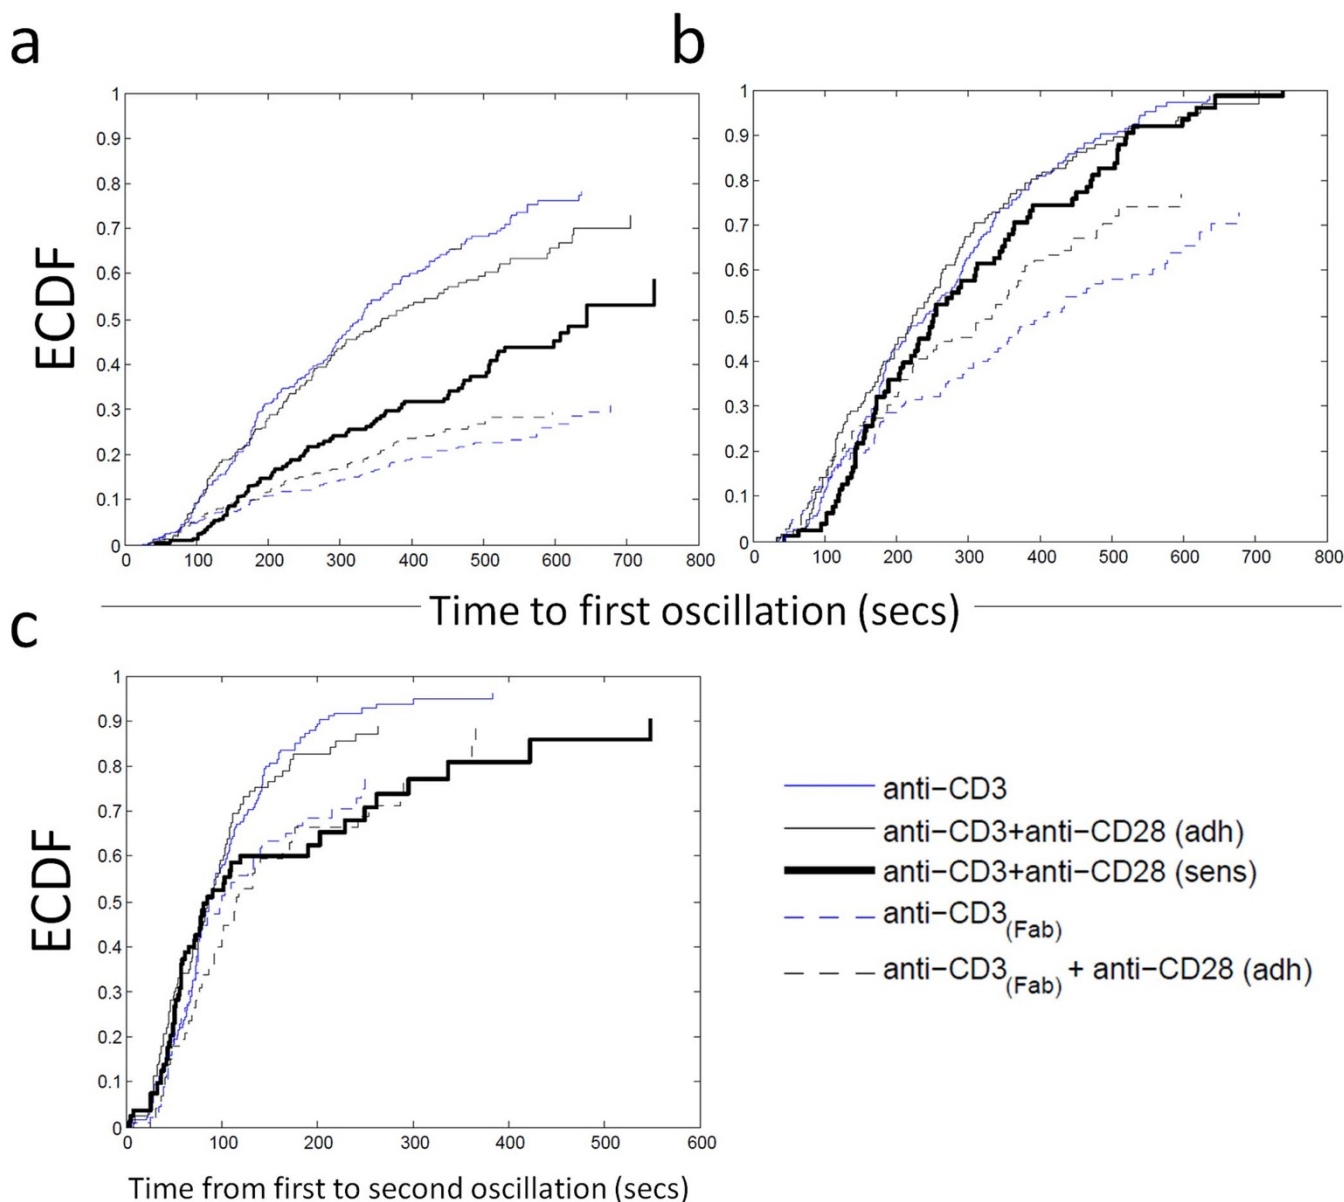 a
b
ECDF
1
0.9
0.8
0.7
0.6
0.5
0.4
0.3
0.2
0.1
0
0 100 200 300 400 500 600 700 800
1
0.9
0.8
0.7
0.6
0.5
0.4
0.3
0.2
0.1
0
0 100 200 300 400 500 600 700 800
Time to first oscillation (secs)
c
ECDF
1
0.9
0.8
0.7
0.6
0.5
0.4
0.3
0.2
0.1
0
0 100 200 300 400 500 600
Time from first to second oscillation (secs)
anti−CD3
anti−CD3+anti−CD28 (adh)
anti−CD3+anti−CD28 (sens)
anti−CD3(Fab)
anti−CD3(Fab) + anti−CD28 (adh)